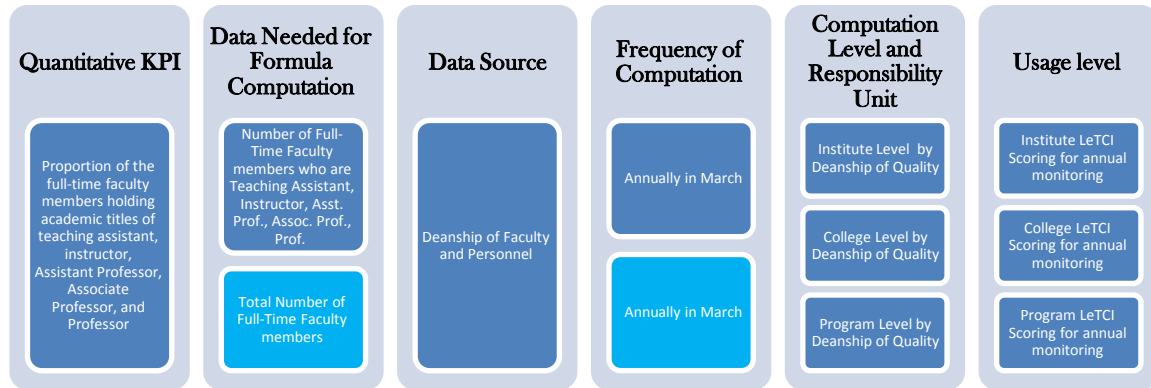 Quantitative KPI
Proportion of the
full-time faculty
members holding
academic titles of
teaching assistant,
instructor,
Assistant Professor,
Associate
Professor, and
Professor
Data Needed for
Formula
Computation
Number of Full-
Time Faculty
members who are
Teaching Assistant,
Instructor, Asst.
Prof., Assoc. Prof.,
Prof.
Total Number of
Full-Time Faculty
members
Data Source
Deanship of Faculty
and Personnel
Frequency of
Computation
Annually in March
Annually in March
Computation
Level and
Responsibility
Unit
Institute Level by
Deanship of Quality
College Level by
Deanship of Quality
Program Level by
Deanship of Quality
Usage level
Institute LeTCI
Scoring for annual
monitoring
College LeTCI
Scoring for annual
monitoring
Program LeTCI
Scoring for annual
monitoring